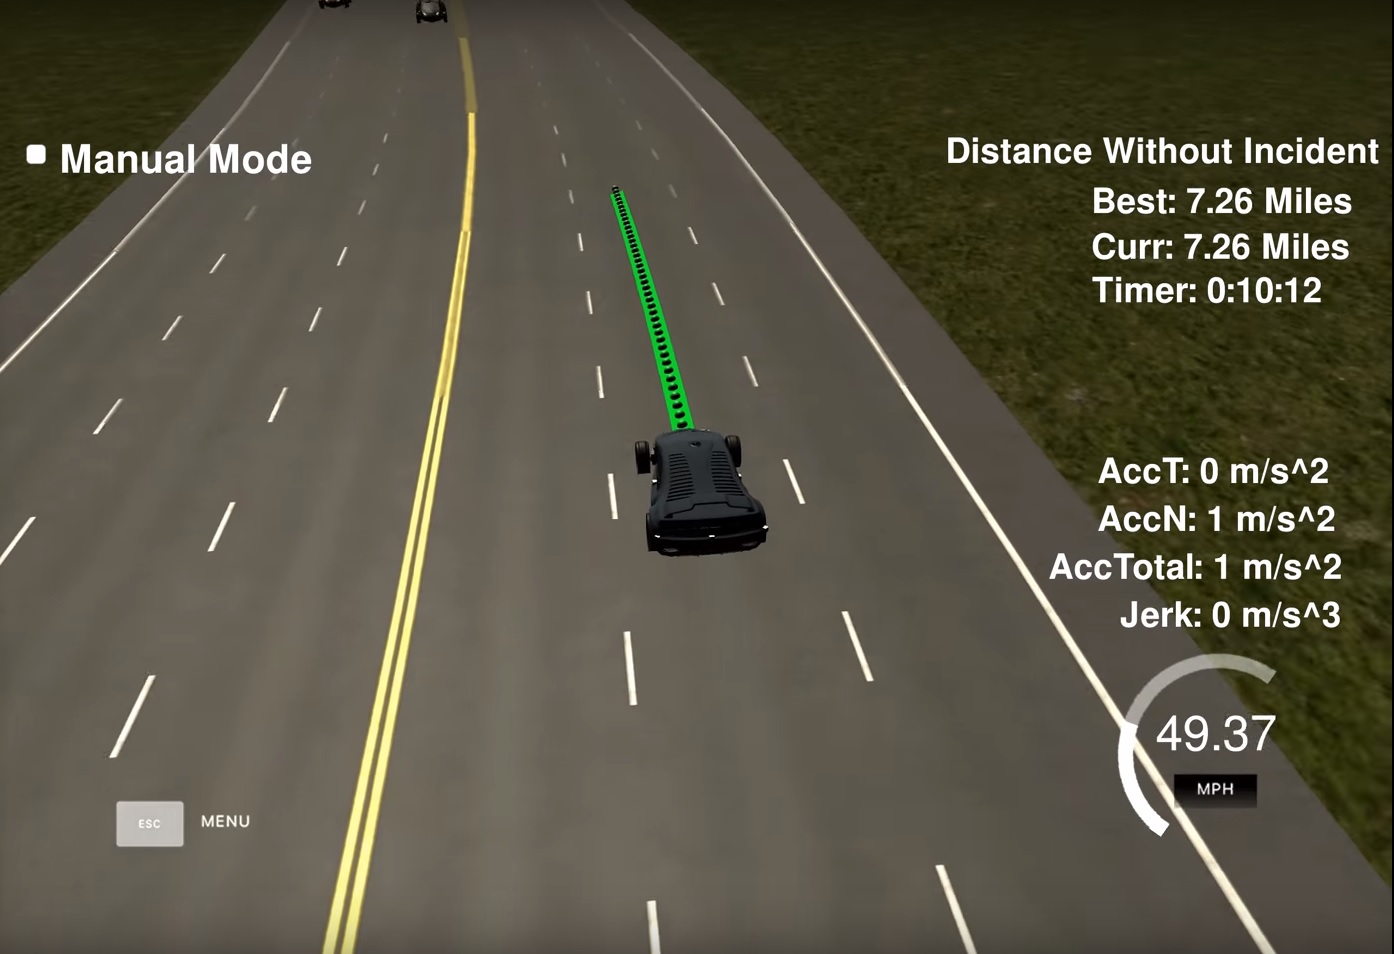 Manual Mode
Distance Without Incident
Best: 7.26 Miles
Curr: 7.26 Miles
Timer: 0:10:12
AccT: 0 m/s^2
AccN: 1 m/s^2
AccTotal: 1 m/s^2
Jerk: 0 m/s^3
49.37
MPH
ESC MENU